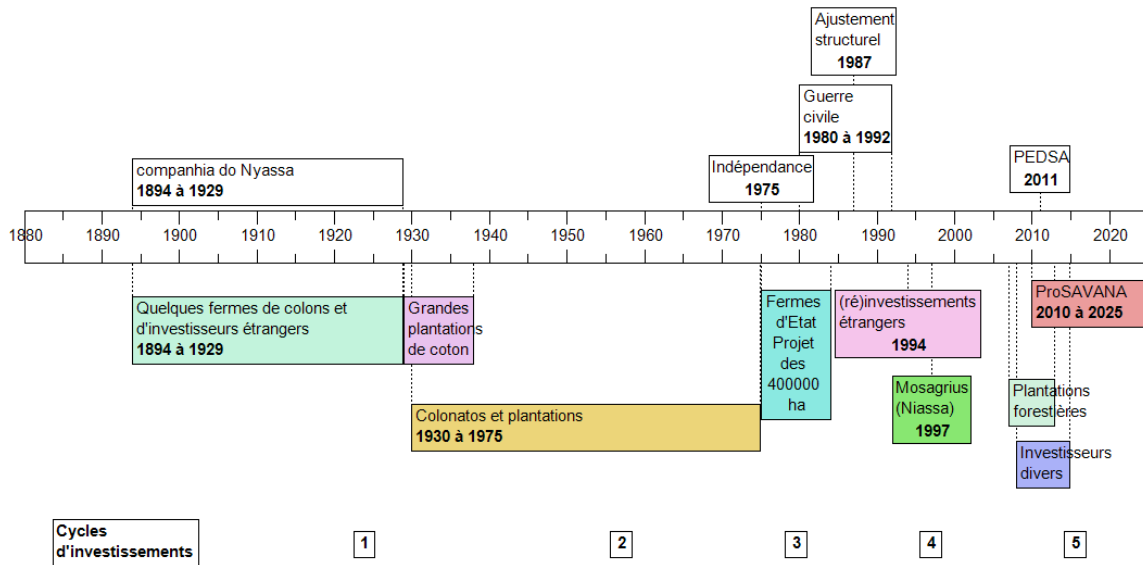 Ajustement
structurel
1987
Guerre
civile
1980 à 1992
companhia do Nyassa
1894 à 1929
Indépendance
1975
PEDSA
2011
1880 1890 1900 1910 1920 1930 1940 1950 1960 1970 1980 1990 2000 2010 2020
Quelques fermes de colons et
d'investisseurs étrangers
1894 à 1929
Grandes
plantations
de coton
Colonatos et plantations
1930 à 1975
Fermes
d'Etat
Projet
des
400000
ha
(ré)investissements
étrangers
1994
Mosagrius
(Niassa)
1997
ProSAVANA
2010 à 2025
Plantations
forestières
Investisseurs
divers
Cycles
d'investissements
1 2 3 4 5